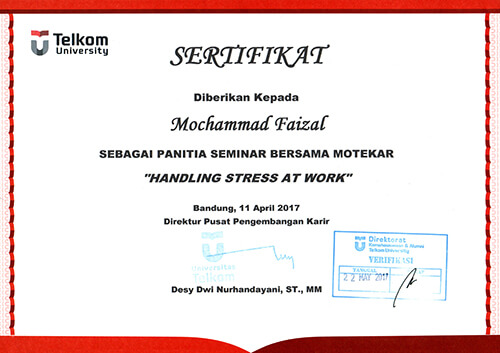 Telkom
University
SERTIFIKAT
Diberikan Kepada
Mochammad Faizal
SEBAGAI PANITIA SEMINAR BERSAMA MOTEKAR
"HANDLING STRESS AT WORK"
Bandung, 11 April 2017
Direktur Pusat Pengembangan Karir
Universitas
Telkom
Desy Dwi Nurhandayani, ST., MM
Direktorat
Kemahasiswaan & Alumni
Telkom University
VERIFIKASI
TANGGAL
22 MAY 2017